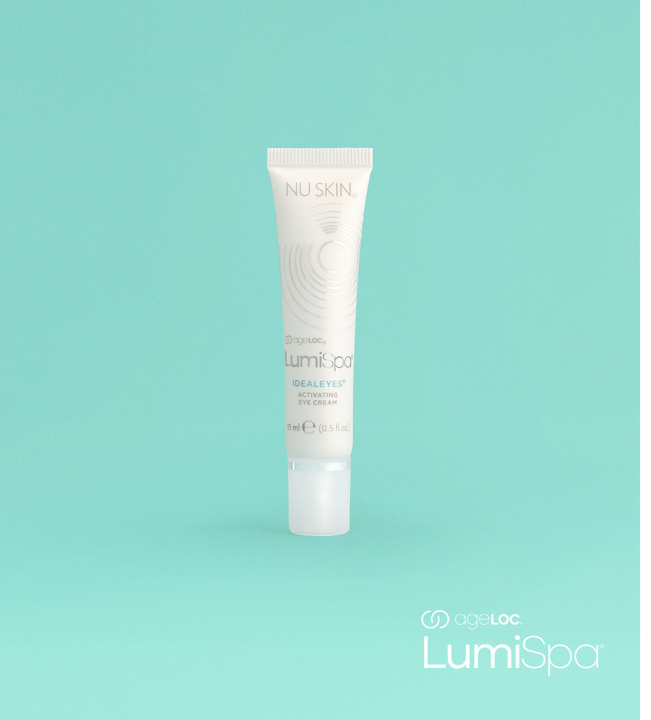 NU SKIN®
ageLOC®
LumiSpa®
IDEALEYES®
ACTIVATING
EYE CREAM
15 ml ℮ (0.5 fl.oz.)
ageLOC®
LumiSpa®